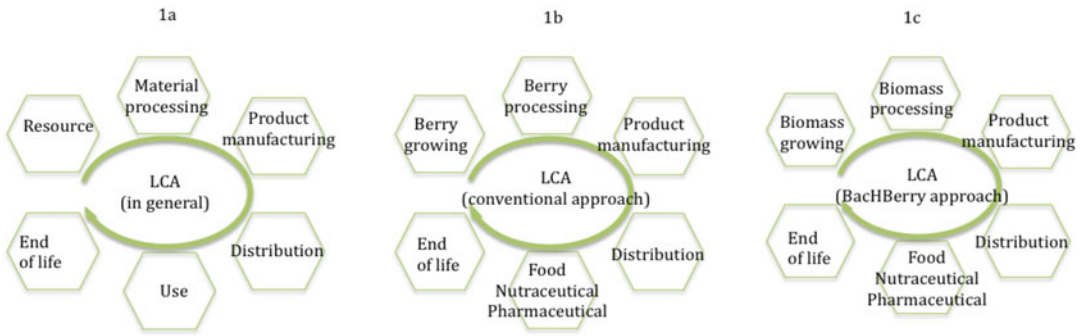 1a
Material
processing
Resource
Product
manufacturing
LCA
(in general)
End
of life
Distribution
Use
1b
Berry
processing
Berry
growing
Product
manufacturing
LCA
(conventional approach)
End
of life
Distribution
Food
Nutraceutical
Pharmaceutical
1c
Biomass
processing
Biomass
growing
Product
manufacturing
LCA
(BacHBerry approach)
End
of life
Distribution
Food
Nutraceutical
Pharmaceutical